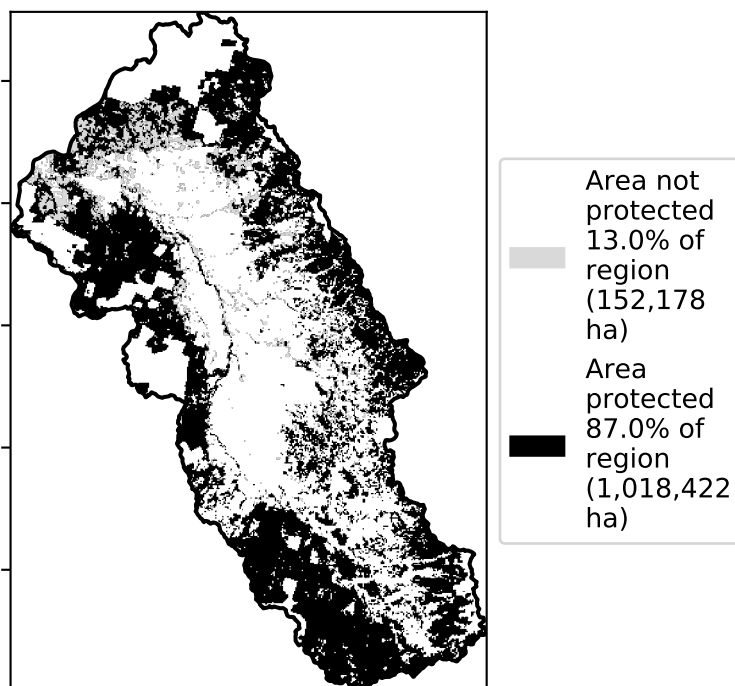 Area not
protected
13.0% of
region
(152,178
ha)
Area
protected
87.0% of
region
(1,018,422
ha)